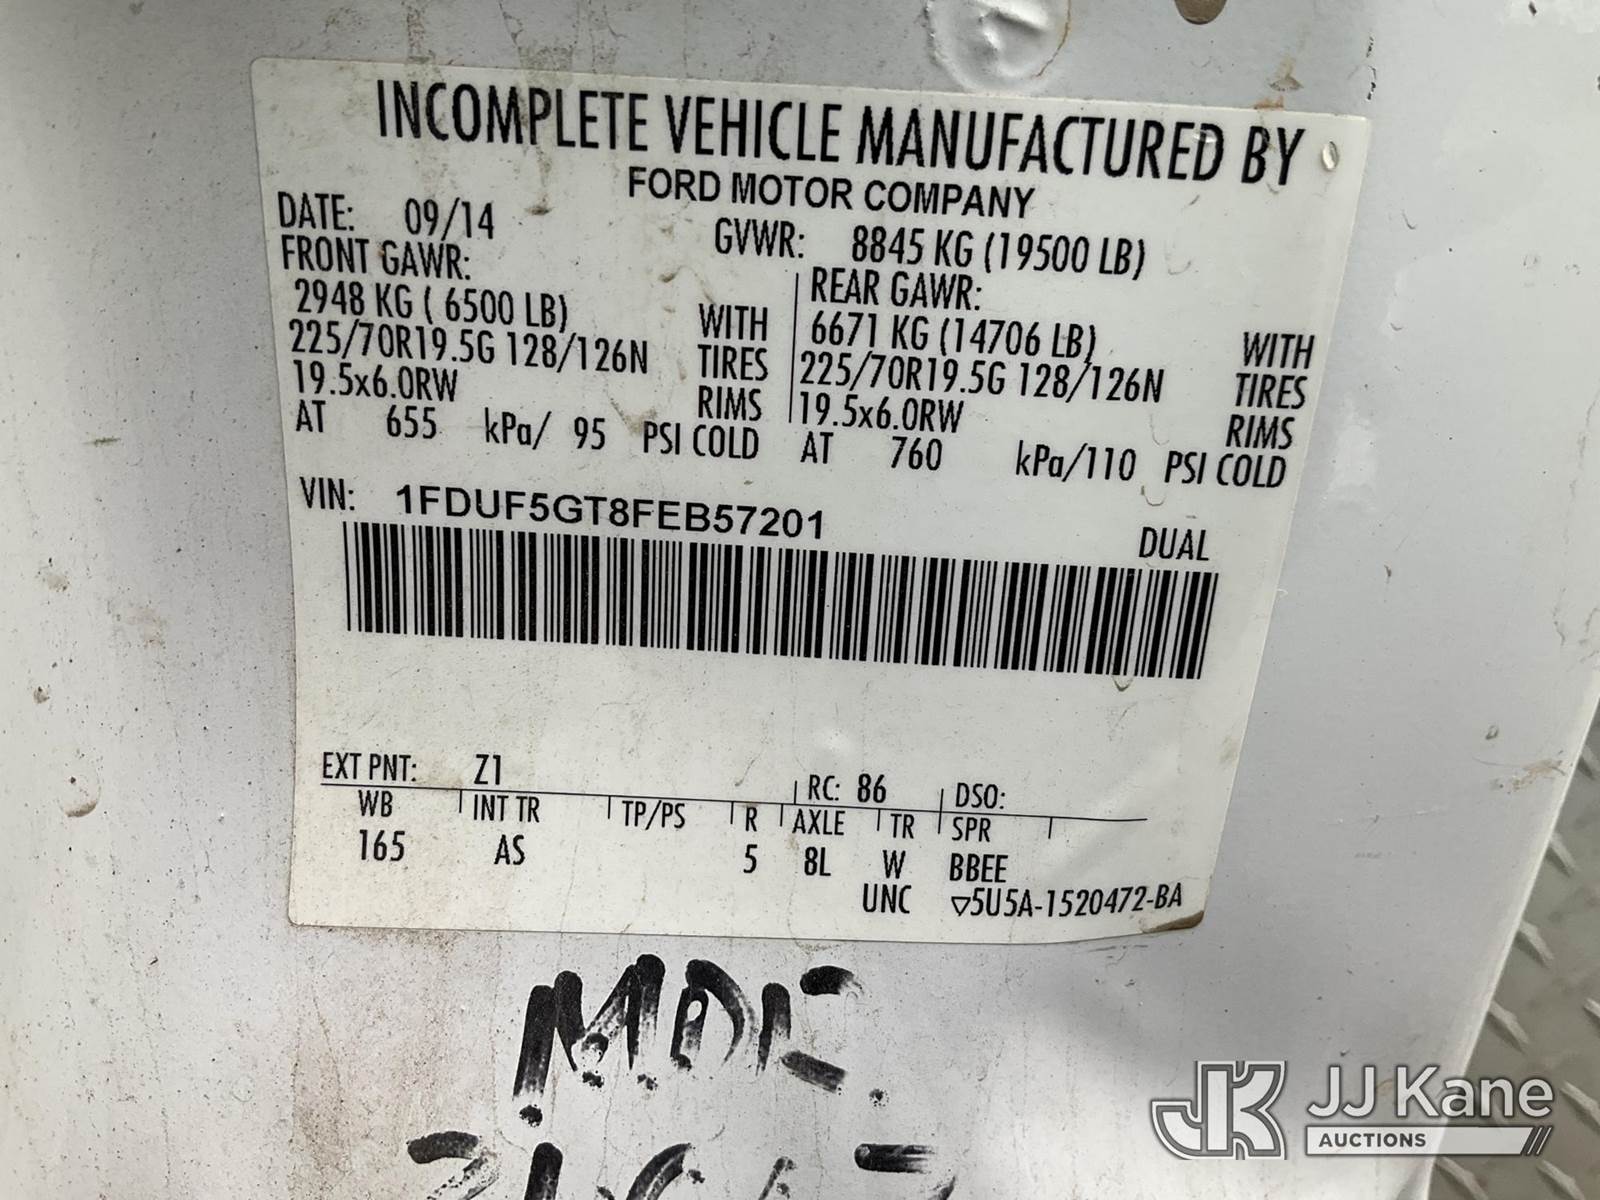 INCOMPLETE VEHICLE MANUFACTURED BY
FORD MOTOR COMPANY
DATE: 09/14
GVWR: 8845 KG (19500 LB)
FRONT GAWR:
2948 KG ( 6500 LB) WITH
225/70R19.5G 128/126N TIRES
19.5x6.0RW RIMS
AT 655 kPa/ 95 PSI COLD
REAR GAWR:
6671 KG (14706 LB) WITH
225/70R19.5G 128/126N TIRES
19.5x6.0RW RIMS
AT 760 kPa/110 PSI COLD
VIN: 1FDUF5GT8FEB57201
DUAL
EXT PNT: Z1 RC: 86 DSO:
WB INT TR TP/PS R AXLE TR SPR
165 AS 5 8L W BBEE
UNC ▽5U5A-1520472-BA
JK JJ Kane
AUCTIONS